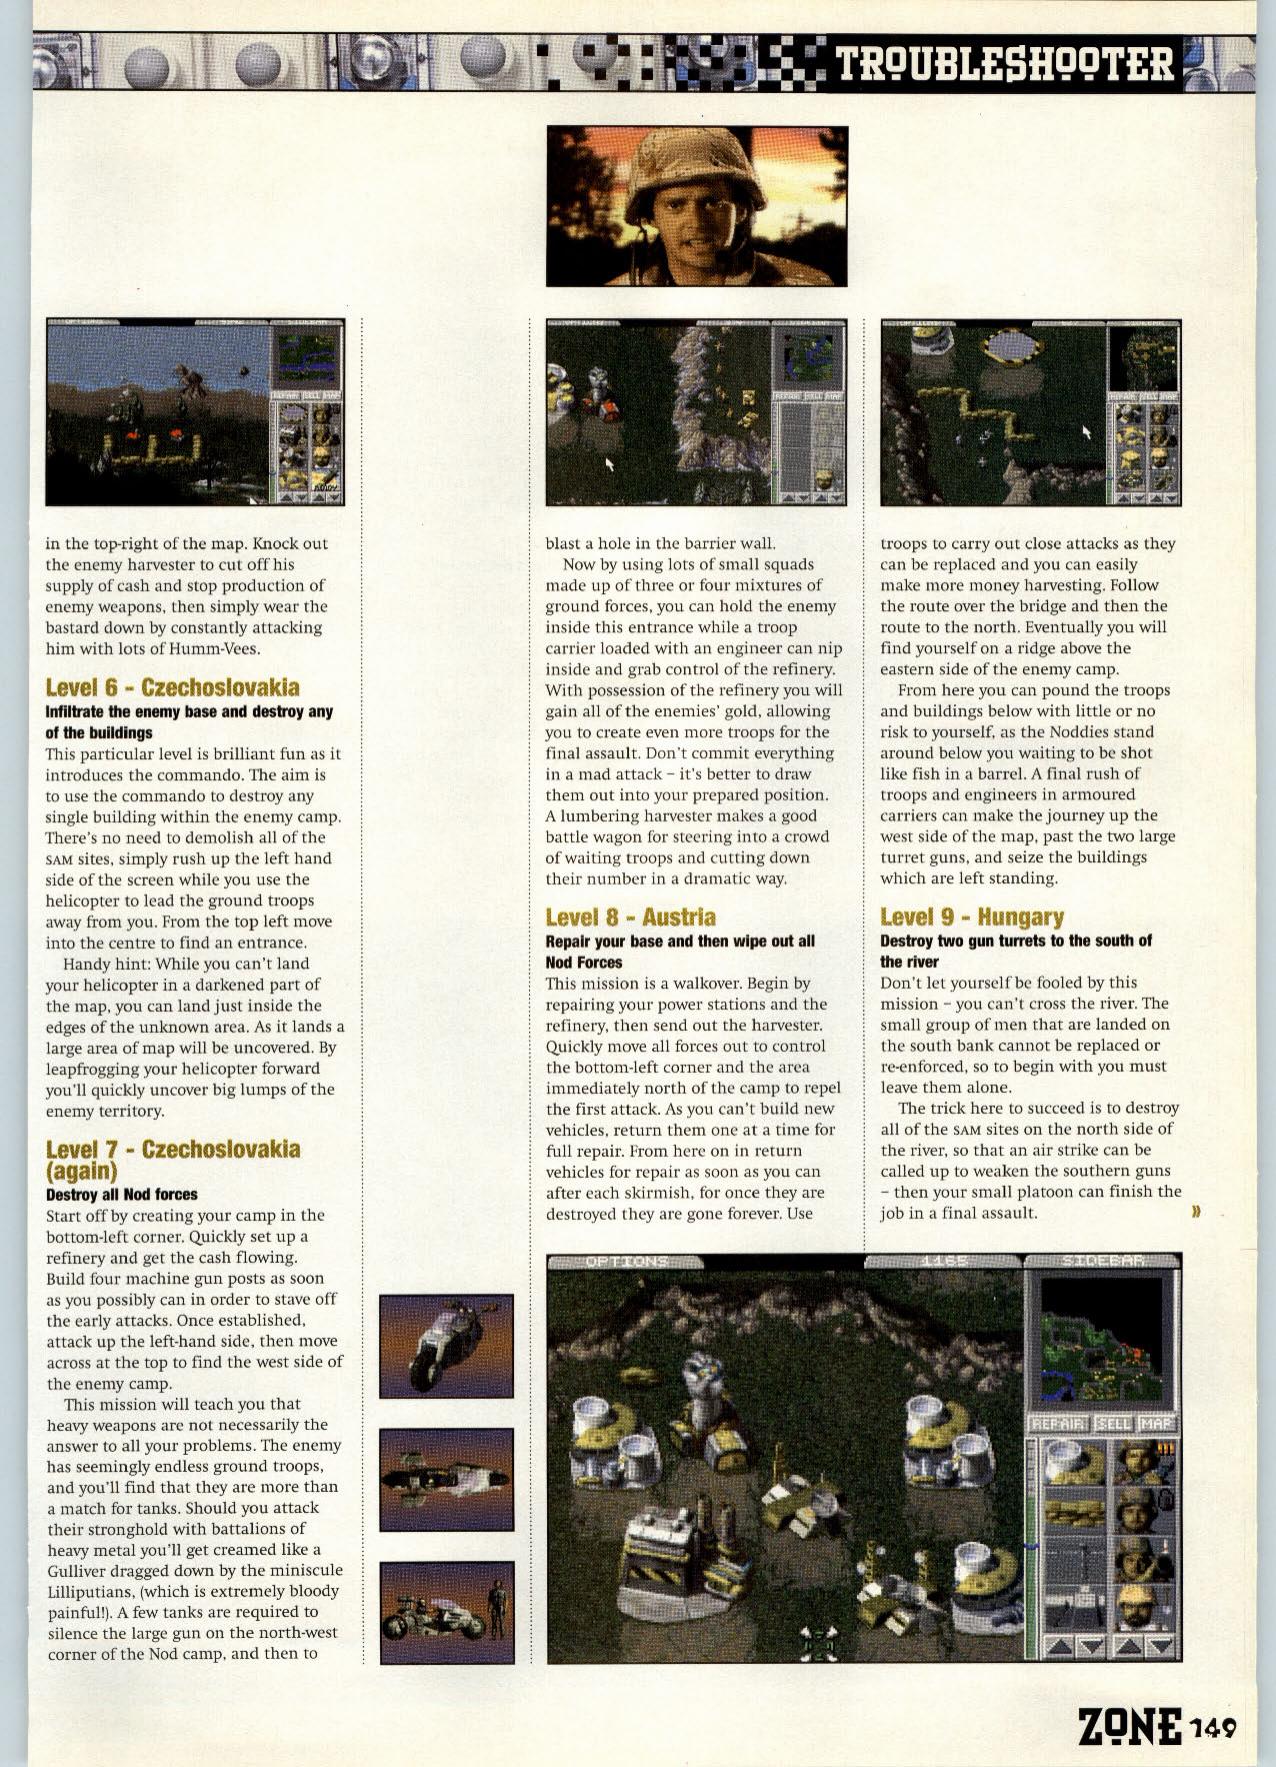 TROUBLESHOOTER
in the top-right of the map. Knock out
the enemy harvester to cut off his
supply of cash and stop production of
enemy weapons, then simply wear the
bastard down by constantly attacking
him with lots of Humm-Vees.
Level 6 - Czechoslovakia
Infiltrate the enemy base and destroy any
of the buildings
This particular level is brilliant fun as it
introduces the commando. The aim is
to use the commando to destroy any
single building within the enemy camp.
There's no need to demolish all of the
SAM sites, simply rush up the left hand
side of the screen while you use the
helicopter to lead the ground troops
away from you. From the top left move
into the centre to find an entrance.
Handy hint: While you can't land
your helicopter in a darkened part of
the map, you can land just inside the
edges of the unknown area. As it lands a
large area of map will be uncovered. By
leapfrogging your helicopter forward
you'll quickly uncover big lumps of the
enemy territory.
Level 7 - Czechoslovakia
(again)
Destroy all Nod forces
Start off by creating your camp in the
bottom-left corner. Quickly set up a
refinery and get the cash flowing.
Build four machine gun posts as soon
as you possibly can in order to stave off
the early attacks. Once established,
attack up the left-hand side, then move
across at the top to find the west side of
the enemy camp.
This mission will teach you that
heavy weapons are not necessarily the
answer to all your problems. The enemy
has seemingly endless ground troops,
and you'll find that they are more than
a match for tanks. Should you attack
their stronghold with battalions of
heavy metal you'll get creamed like a
Gulliver dragged down by the miniscule
Lilliputians, (which is extremely bloody
painful!). A few tanks are required to
silence the large gun on the north-west
corner of the Nod camp, and then to
blast a hole in the barrier wall.
Now by using lots of small squads
made up of three or four mixtures of
ground forces, you can hold the enemy
inside this entrance while a troop
carrier loaded with an engineer can nip
inside and grab control of the refinery.
With possession of the refinery you will
gain all of the enemies' gold, allowing
you to create even more troops for the
final assault. Don't commit everything
in a mad attack – it's better to draw
them out into your prepared position.
A lumbering harvester makes a good
battle wagon for steering into a crowd
of waiting troops and cutting down
their number in a dramatic way.
Level 8 - Austria
Repair your base and then wipe out all
Nod Forces
This mission is a walkover. Begin by
repairing your power stations and the
refinery, then send out the harvester.
Quickly move all forces out to control
the bottom-left corner and the area
immediately north of the camp to repel
the first attack. As you can't build new
vehicles, return them one at a time for
full repair. From here on in return
vehicles for repair as soon as you can
after each skirmish, for once they are
destroyed they are gone forever. Use
troops to carry out close attacks as they
can be replaced and you can easily
make more money harvesting. Follow
the route over the bridge and then the
route to the north. Eventually you will
find yourself on a ridge above the
eastern side of the enemy camp.
From here you can pound the troops
and buildings below with little or no
risk to yourself, as the Noddies stand
around below you waiting to be shot
like fish in a barrel. A final rush of
troops and engineers in armoured
carriers can make the journey up the
west side of the map, past the two large
turret guns, and seize the buildings
which are left standing.
Level 9 - Hungary
Destroy two gun turrets to the south of
the river
Don't let yourself be fooled by this
mission – you can't cross the river. The
small group of men that are landed on
the south bank cannot be replaced or
re-enforced, so to begin with you must
leave them alone.
The trick here to succeed is to destroy
all of the SAM sites on the north side of
the river, so that an air strike can be
called up to weaken the southern guns
– then your small platoon can finish the
job in a final assault. »
OPTIONS 1165 SIDEBAR
REPAIR SELL MAP
ZONE 149